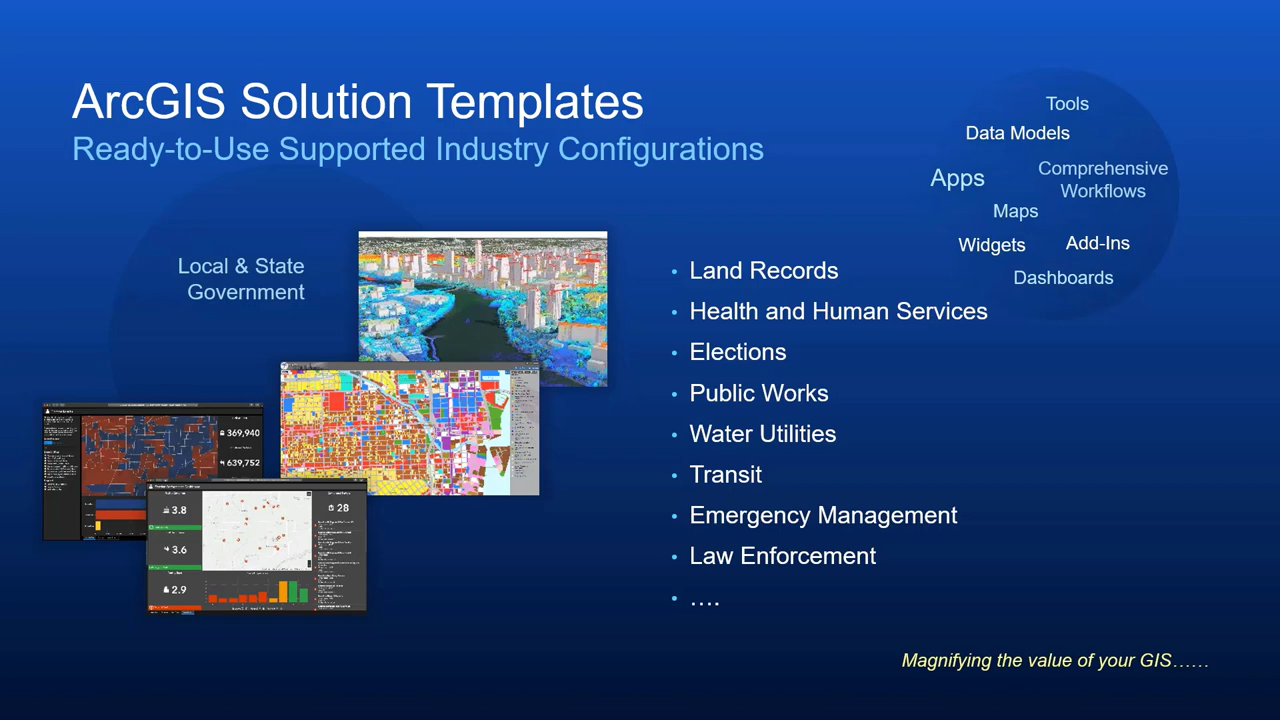 ArcGIS Solution Templates
Ready-to-Use Supported Industry Configurations
Tools
Data Models
Apps
Comprehensive
Workflows
Maps
Widgets
Add-Ins
Dashboards
Local & State
Government
• Land Records
• Health and Human Services
• Elections
• Public Works
• Water Utilities
• Transit
• Emergency Management
• Law Enforcement
• ....
369,940
639,752
3.8
28
3.6
2.9
Magnifying the value of your GIS……